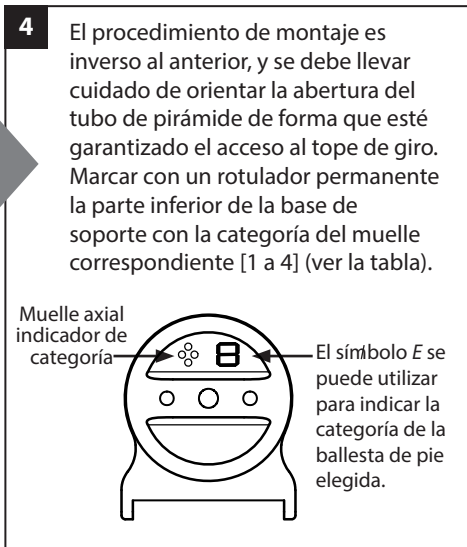 4
El procedimiento de montaje es
inverso al anterior, y se debe llevar
cuidado de orientar la abertura del
tubo de pirámide de forma que esté
garantizado el acceso al tope de giro.
Marcar con un rotulador permanente
la parte inferior de la base de
soporte con la categoría del muelle
correspondiente [1 a 4] (ver la tabla).
Muelle axial
indicador de
categoría
8
El símbolo E se
puede utilizar
para indicar la
categoría de la
ballesta de pie
elegida.